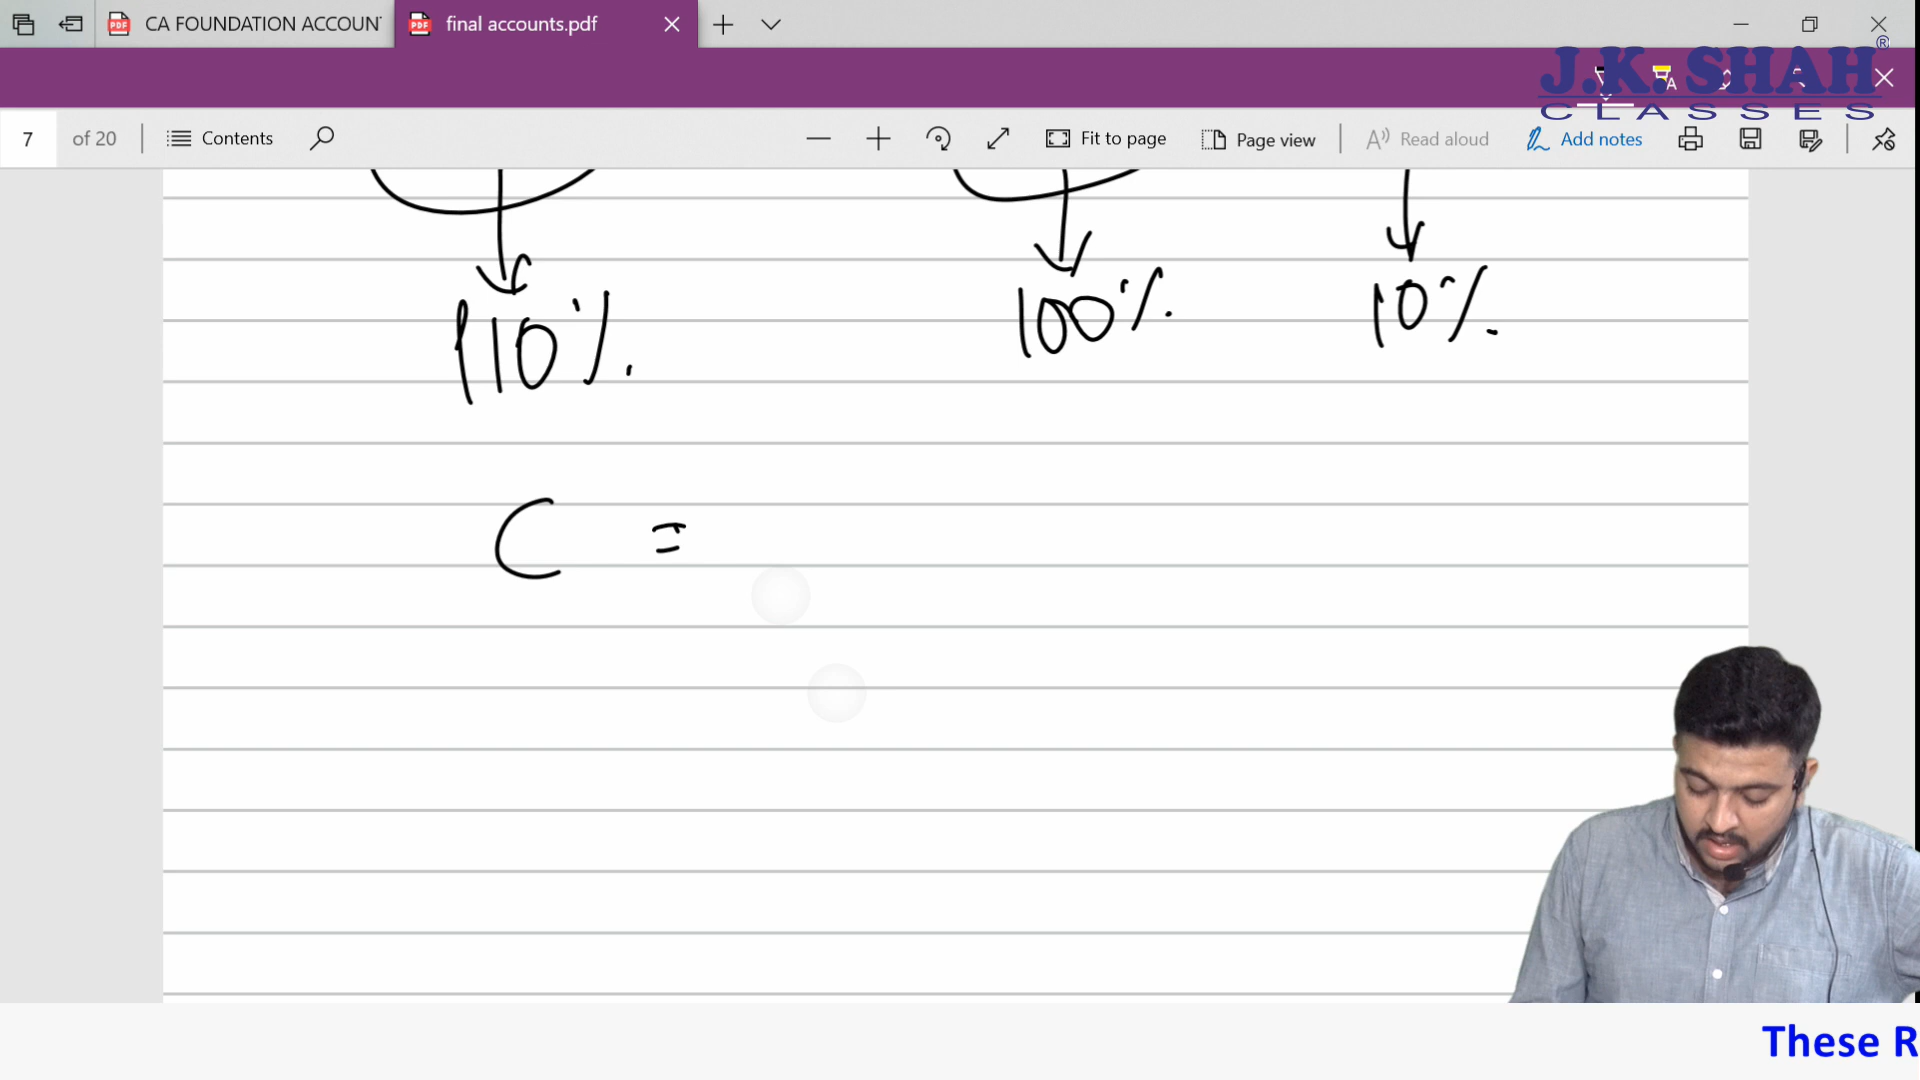 CA FOUNDATION ACCOUN
final accounts.pdf
J.K. SHAH®
CLASSES
7 of 20 Contents Fit to page Page view Read aloud Add notes
110%. 100%. 10%.
C =
These R